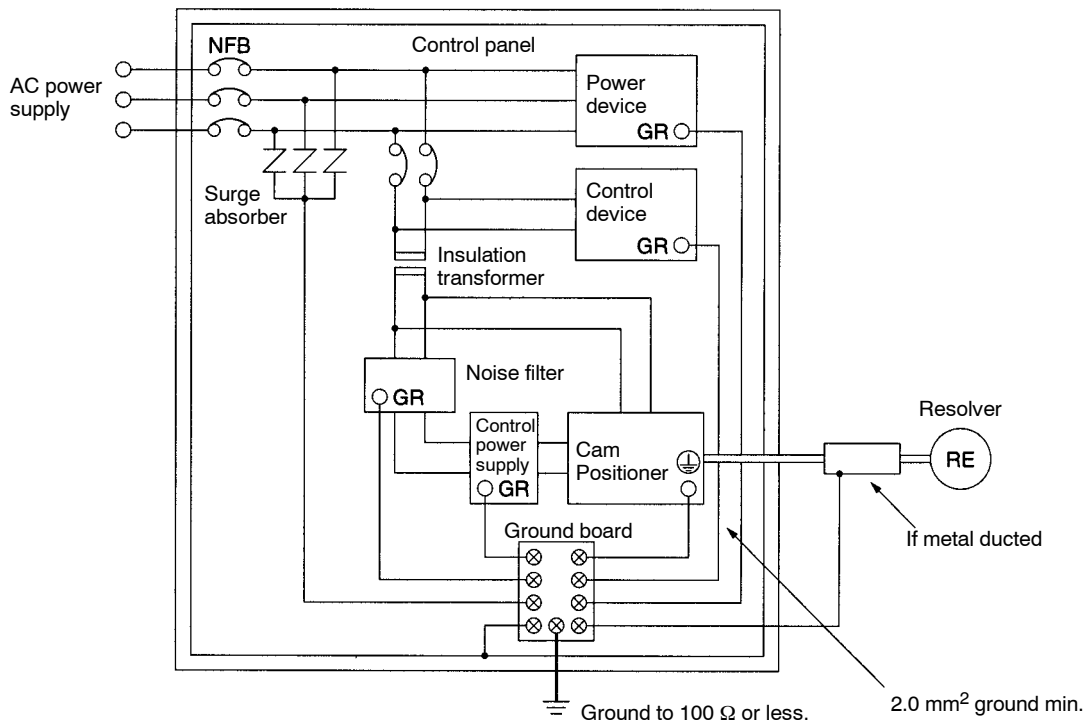 NFB
Control panel
AC power
supply
Power
device
GR
Surge
absorber
Control
device
GR
Insulation
transformer
Noise filter
GR
Control
power
supply
GR
Cam
Positioner
Resolver
RE
If metal ducted
Ground board
2.0 mm² ground min.
Ground to 100 Ω or less.